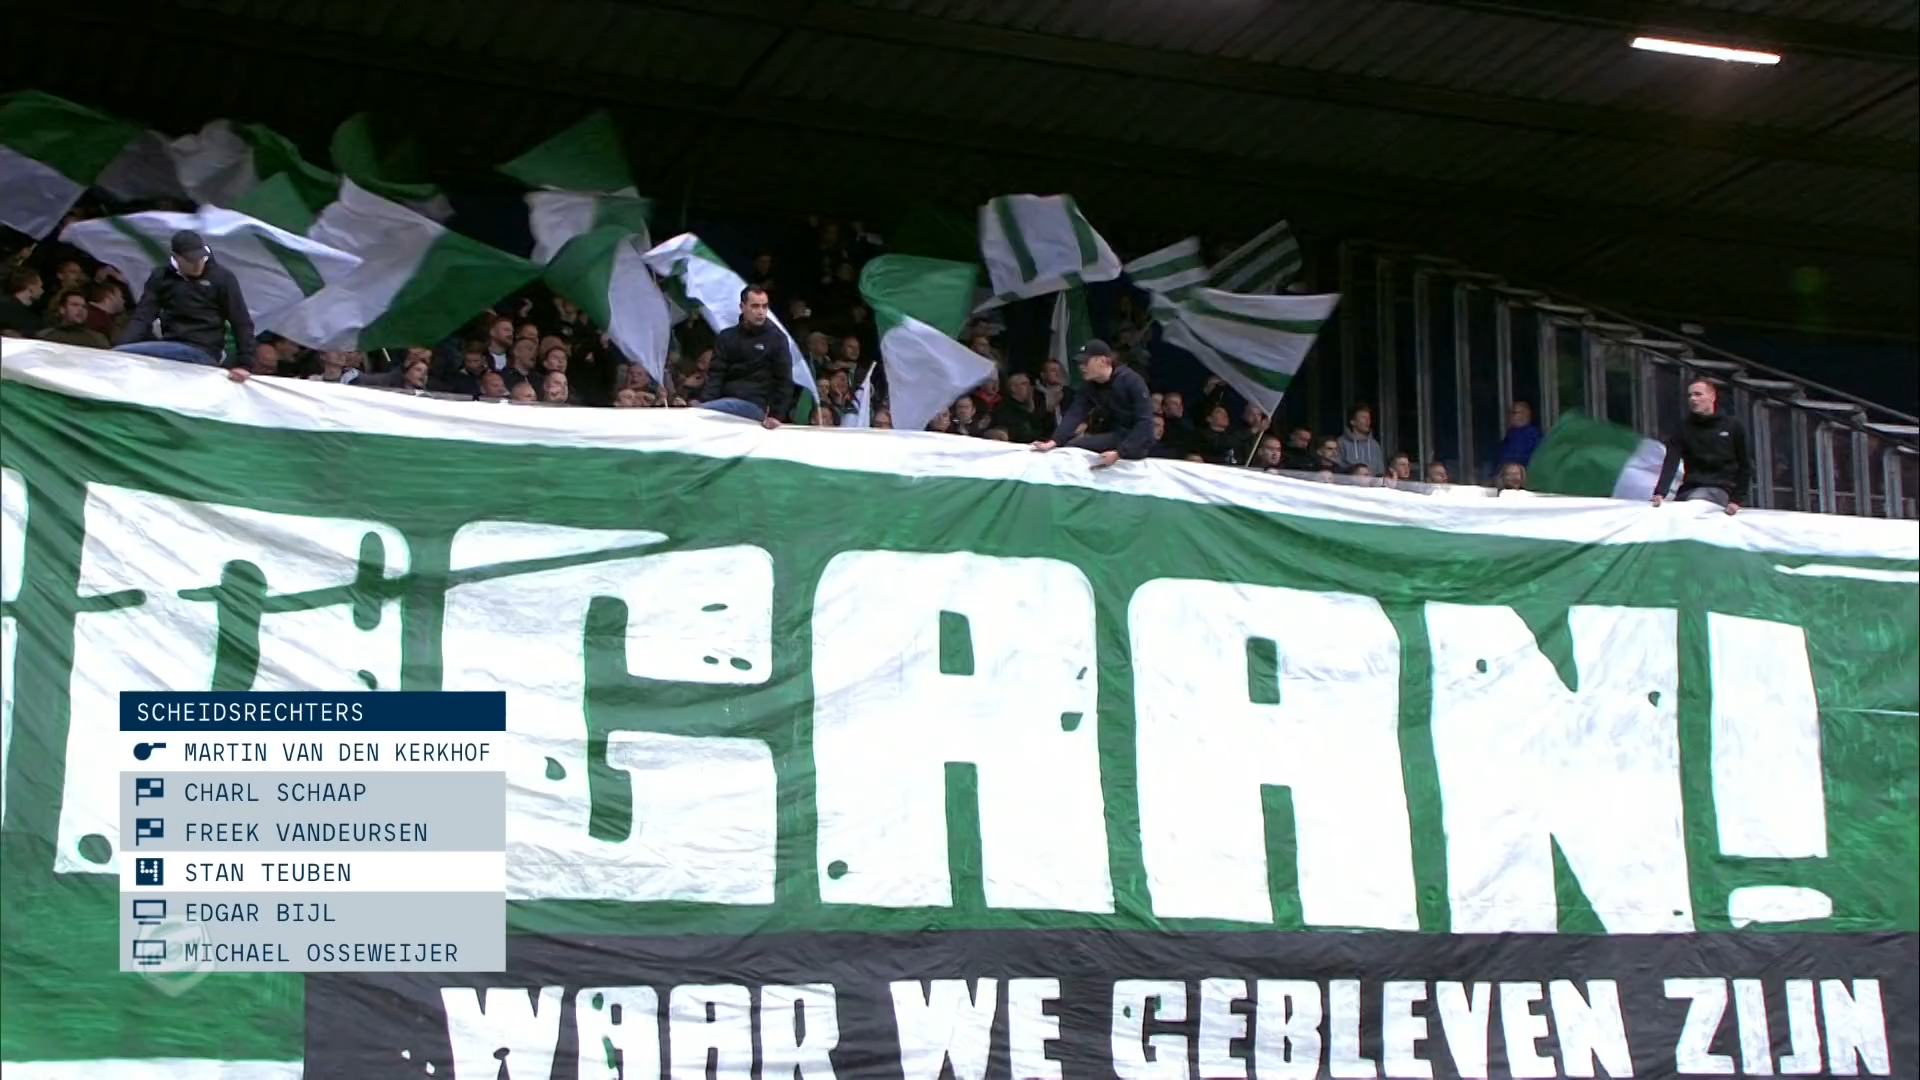 GAAN!
SCHEIDSRECHTERS
MARTIN VAN DEN KERKHOF
CHARL SCHAAP
FREEK VANDEURSEN
4 STAN TEUBEN
EDGAR BIJL
MICHAEL OSSEWEIJER
WAAR WE GEBLEVEN ZIJN